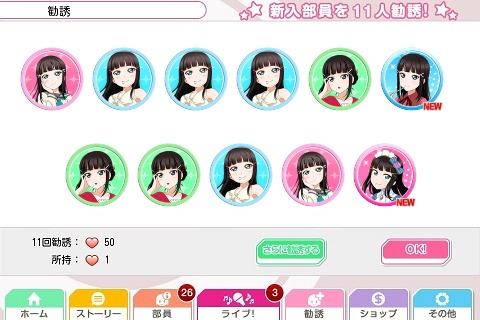 勧誘
新入部員を11人勧誘!
NEW
NEW
11回勧誘: 50
所持: 1
さらに勧誘する
OK!
26
3
ホーム
ストーリー
部員
ライブ!
勧誘
ショップ
その他